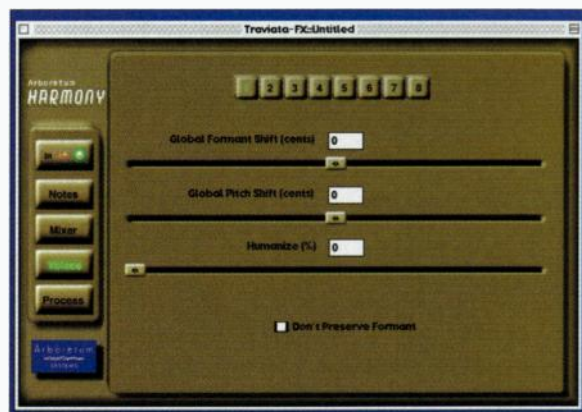 Traviata-FX::Untitled
Arboretum
HARMONY
2 3 4 5 6 7 8
Global Formant Shift (cents) 0
In
Global Pitch Shift (cents) 0
Notes
Humanize (%) 0
Mixer
Voices
Process
Don't Preserve Formant
Arboretum